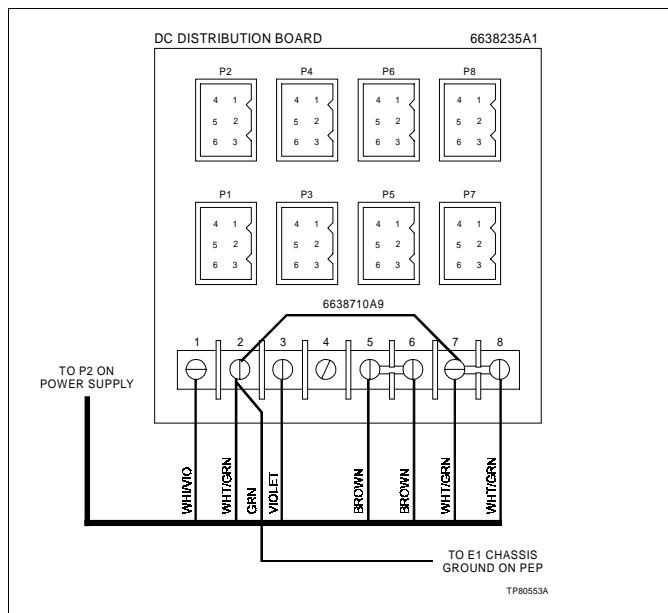 DC DISTRIBUTION BOARD 6638235A1
P2 P4 P6 P8
4 1 4 1 4 1 4 1
5 2 5 2 5 2 5 2
6 3 6 3 6 3 6 3
P1 P3 P5 P7
4 1 4 1 4 1 4 1
5 2 5 2 5 2 5 2
6 3 6 3 6 3 6 3
6638710A9
1 2 3 4 5 6 7 8
TO P2 ON
POWER SUPPLY
WHT/VIO
WHT/GRN
GRN
VIOLET
BROWN
BROWN
WHT/GRN
WHT/GRN
TO E1 CHASSIS
GROUND ON PEP
TP80553A